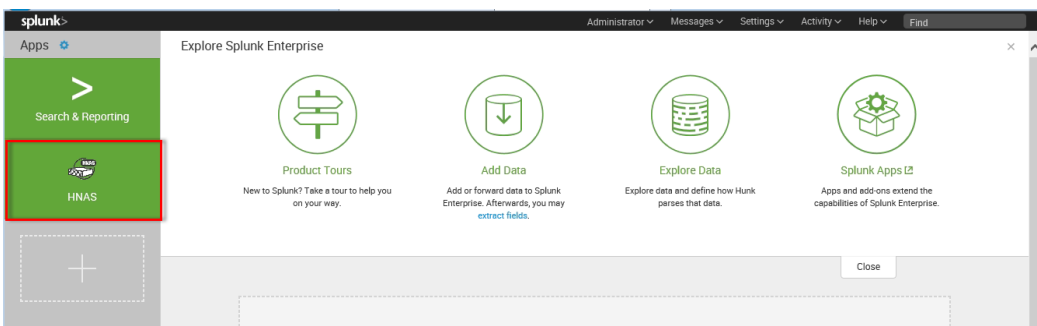 splunk>
Administrator Messages Settings Activity Help Find
Apps
Explore Splunk Enterprise
Search & Reporting
HNAS
Product Tours
New to Splunk? Take a tour to help you
on your way.
Add Data
Add or forward data to Splunk
Enterprise. Afterwards, you may
extract fields.
Explore Data
Explore data and define how Hunk
parses that data.
Splunk Apps
Apps and add-ons extend the
capabilities of Splunk Enterprise.
Close